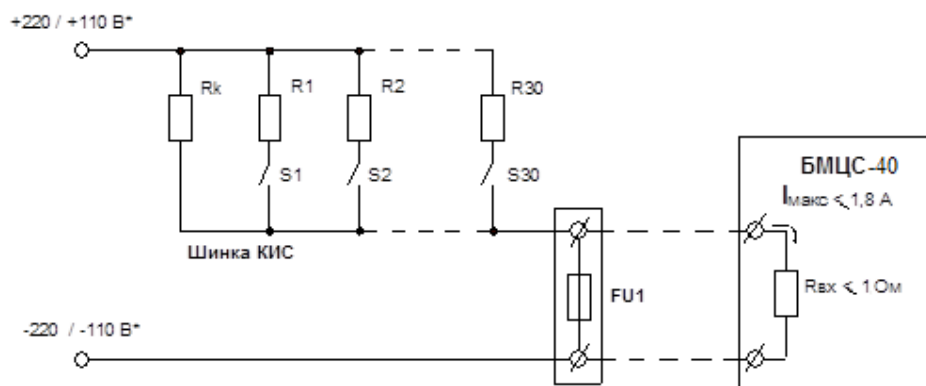 +220 / +110 В*
Rk
R1
R2
R30
S1
S2
S30
БМЦС-40
Iмакс < 1,8 А
Шинка КИС
FU1
Rвх < 1 Ом
-220 / -110 В*